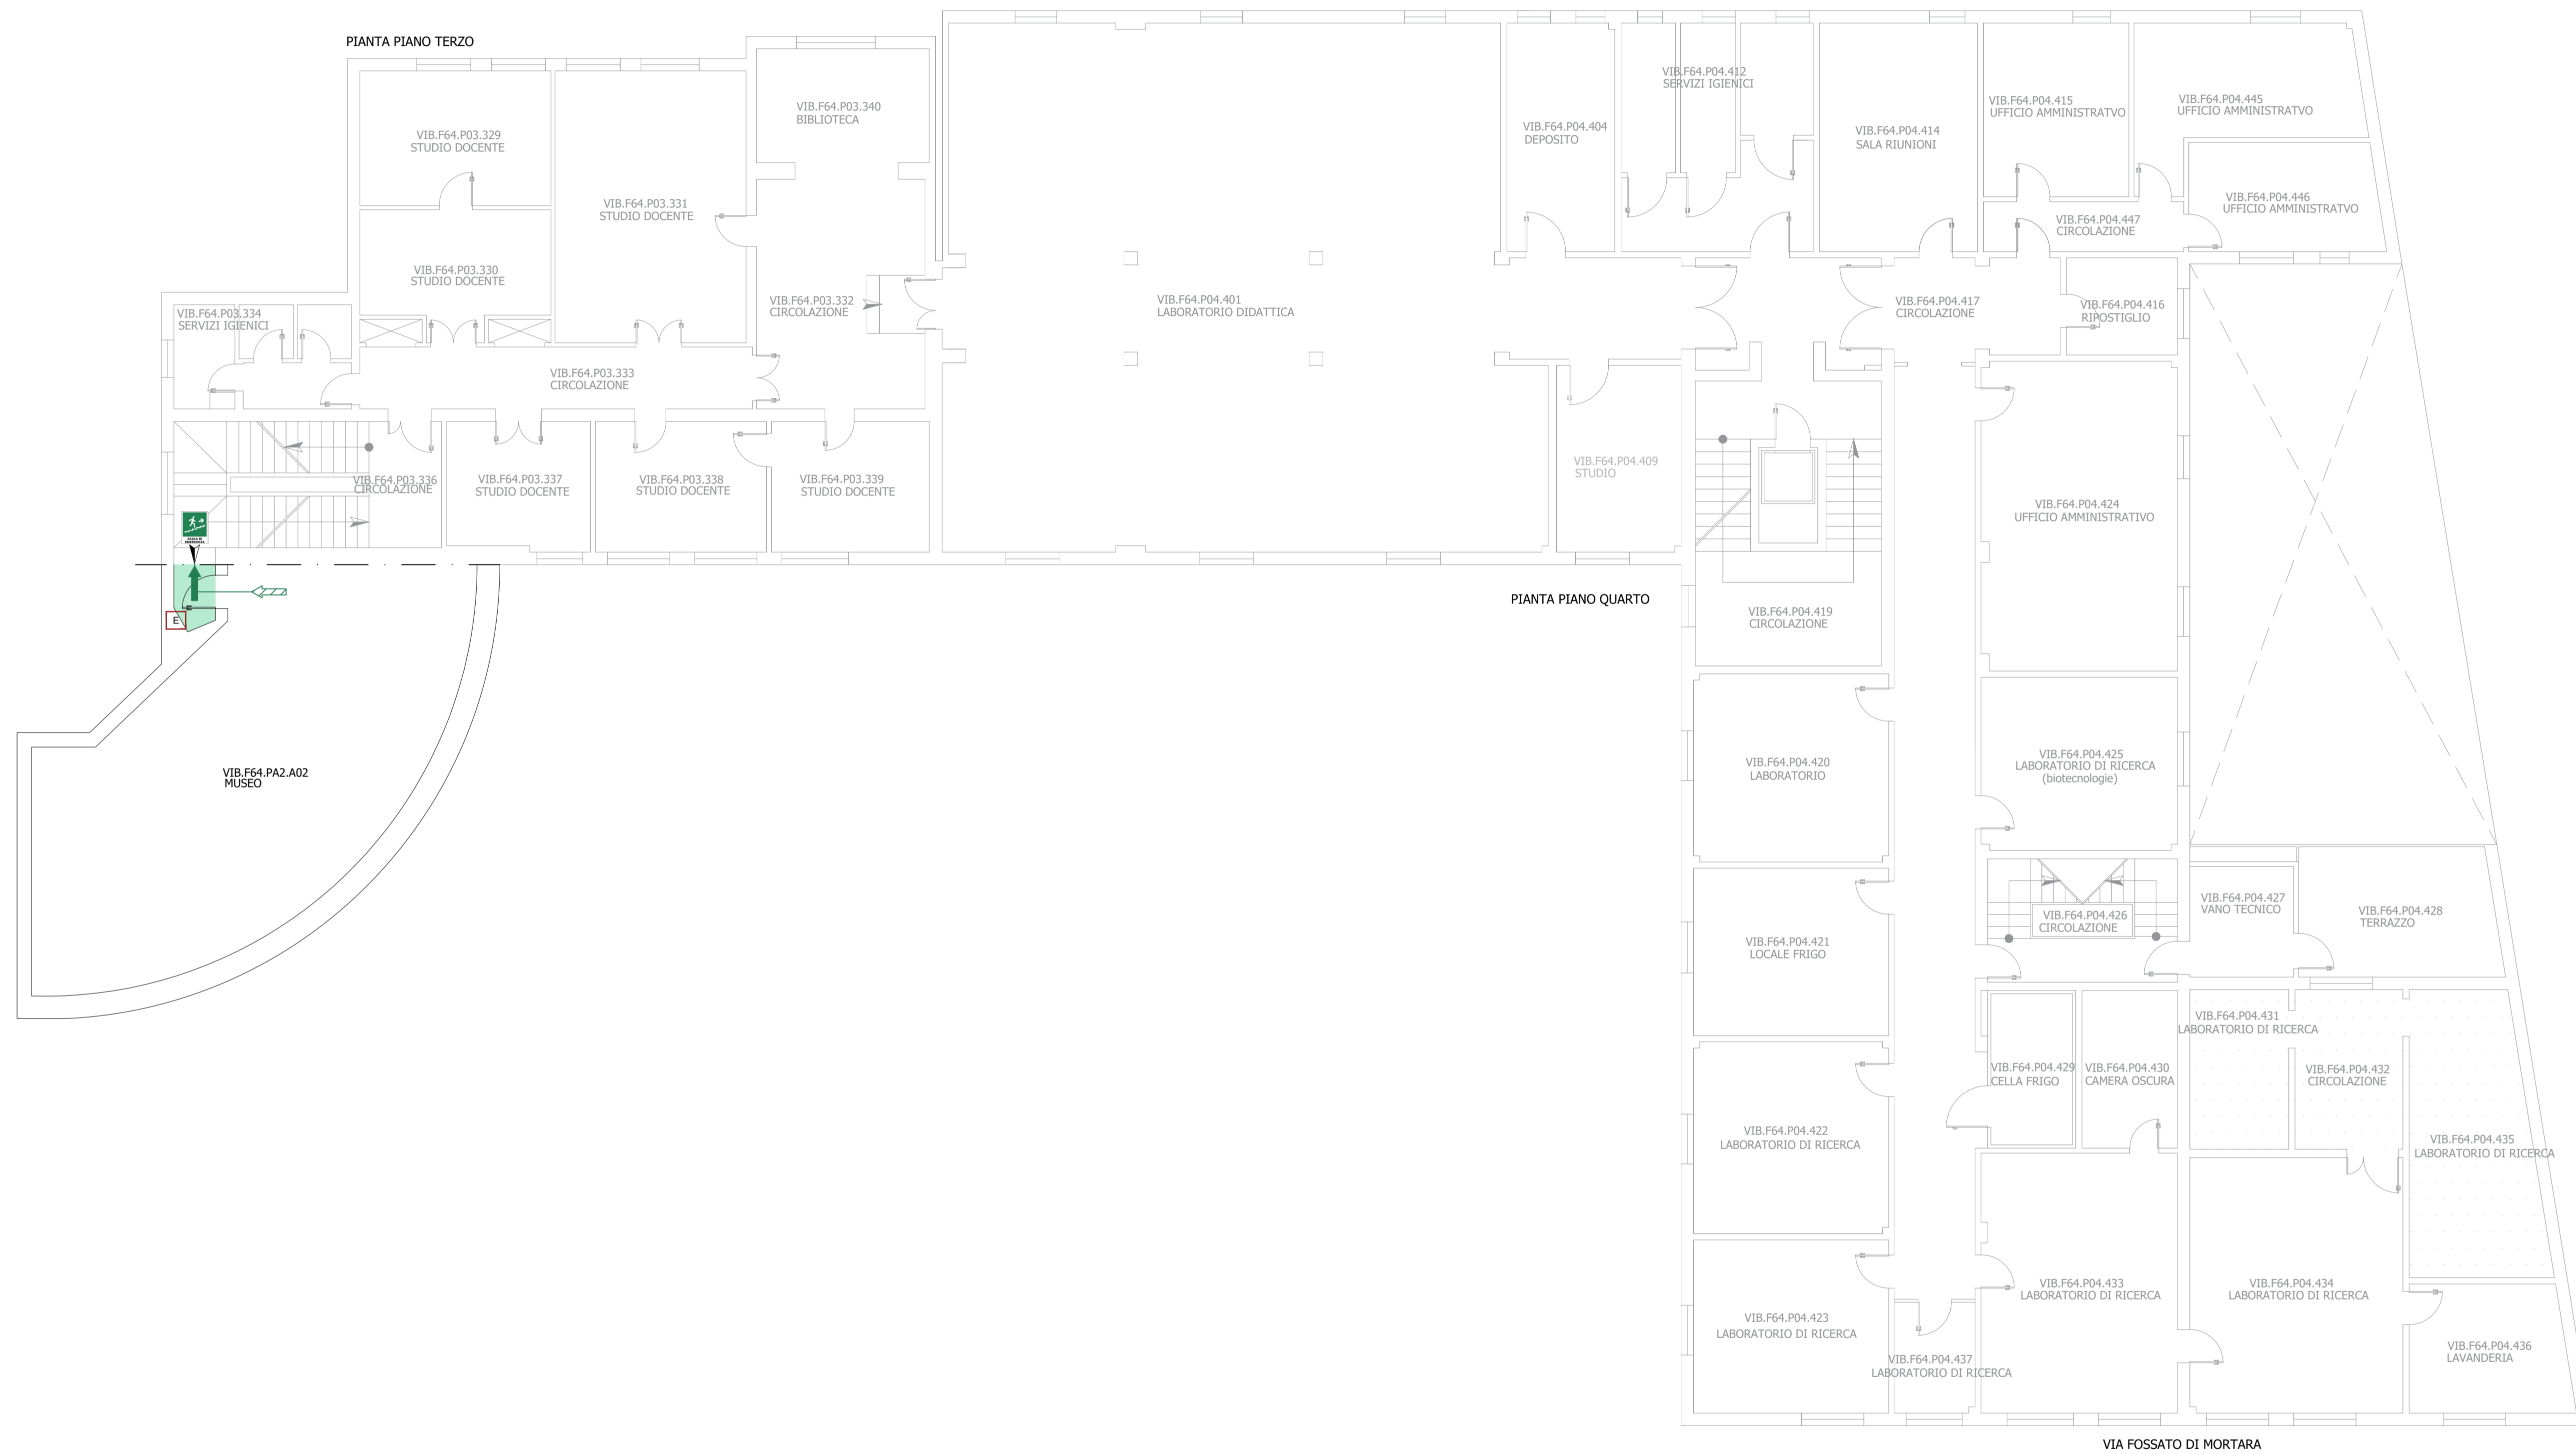 PIANTA PIANO TERZO
VIB.F64.P03.329
STUDIO DOCENTE
VIB.F64.P03.330
STUDIO DOCENTE
VIB.F64.P03.331
STUDIO DOCENTE
VIB.F64.P03.340
BIBLIOTECA
VIB.F64.P03.332
CIRCOLAZIONE
VIB.F64.P03.334
SERVIZI IGIENICI
VIB.F64.P03.333
CIRCOLAZIONE
VIB.F64.P03.336
CIRCOLAZIONE
VIB.F64.P03.337
STUDIO DOCENTE
VIB.F64.P03.338
STUDIO DOCENTE
VIB.F64.P03.339
STUDIO DOCENTE
SCALA DI
EMERGENZA
E
VIB.F64.PA2.A02
MUSEO
VIB.F64.P04.401
LABORATORIO DIDATTICA
VIB.F64.P04.404
DEPOSITO
VIB.F64.P04.412
SERVIZI IGIENICI
VIB.F64.P04.414
SALA RIUNIONI
VIB.F64.P04.415
UFFICIO AMMINISTRATVO
VIB.F64.P04.445
UFFICIO AMMINISTRATVO
VIB.F64.P04.446
UFFICIO AMMINISTRATVO
VIB.F64.P04.447
CIRCOLAZIONE
VIB.F64.P04.417
CIRCOLAZIONE
VIB.F64.P04.416
RIPOSTIGLIO
VIB.F64.P04.409
STUDIO
VIB.F64.P04.424
UFFICIO AMMINISTRATIVO
PIANTA PIANO QUARTO
VIB.F64.P04.419
CIRCOLAZIONE
VIB.F64.P04.420
LABORATORIO
VIB.F64.P04.425
LABORATORIO DI RICERCA
(biotecnologie)
VIB.F64.P04.421
LOCALE FRIGO
VIB.F64.P04.426
CIRCOLAZIONE
VIB.F64.P04.427
VANO TECNICO
VIB.F64.P04.428
TERRAZZO
VIB.F64.P04.431
LABORATORIO DI RICERCA
VIB.F64.P04.429
CELLA FRIGO
VIB.F64.P04.430
CAMERA OSCURA
VIB.F64.P04.432
CIRCOLAZIONE
VIB.F64.P04.422
LABORATORIO DI RICERCA
VIB.F64.P04.435
LABORATORIO DI RICERCA
VIB.F64.P04.433
LABORATORIO DI RICERCA
VIB.F64.P04.434
LABORATORIO DI RICERCA
VIB.F64.P04.423
LABORATORIO DI RICERCA
VIB.F64.P04.437
LABORATORIO DI RICERCA
VIB.F64.P04.436
LAVANDERIA
VIA FOSSATO DI MORTARA